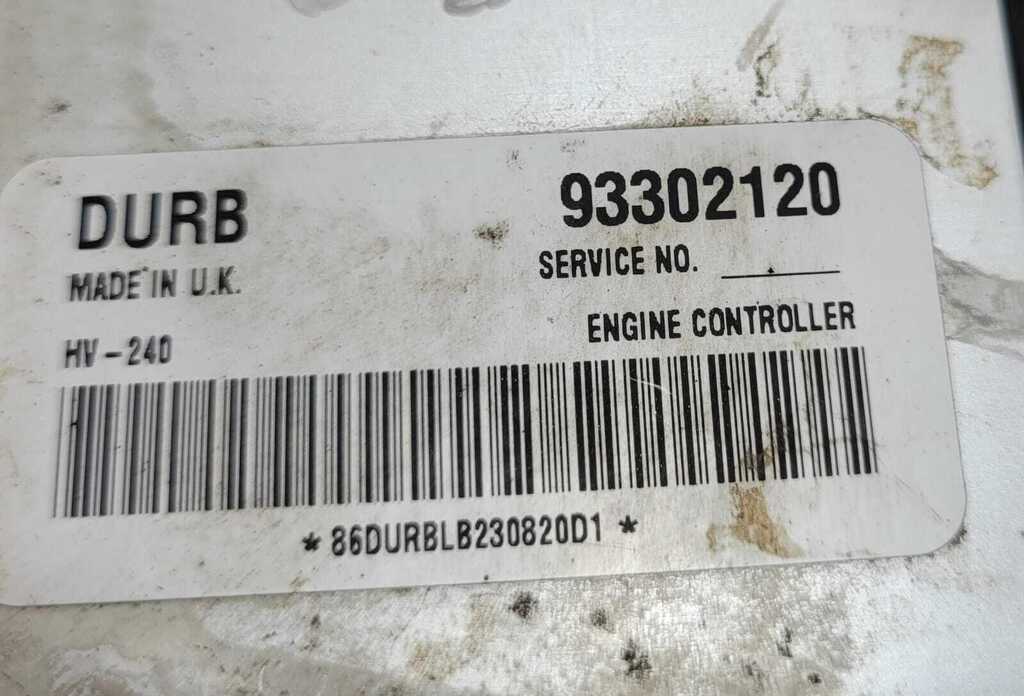 DURB
93302120
MADE IN U.K.
SERVICE NO.
HV-240
ENGINE CONTROLLER
*86DURBLB230820D1*